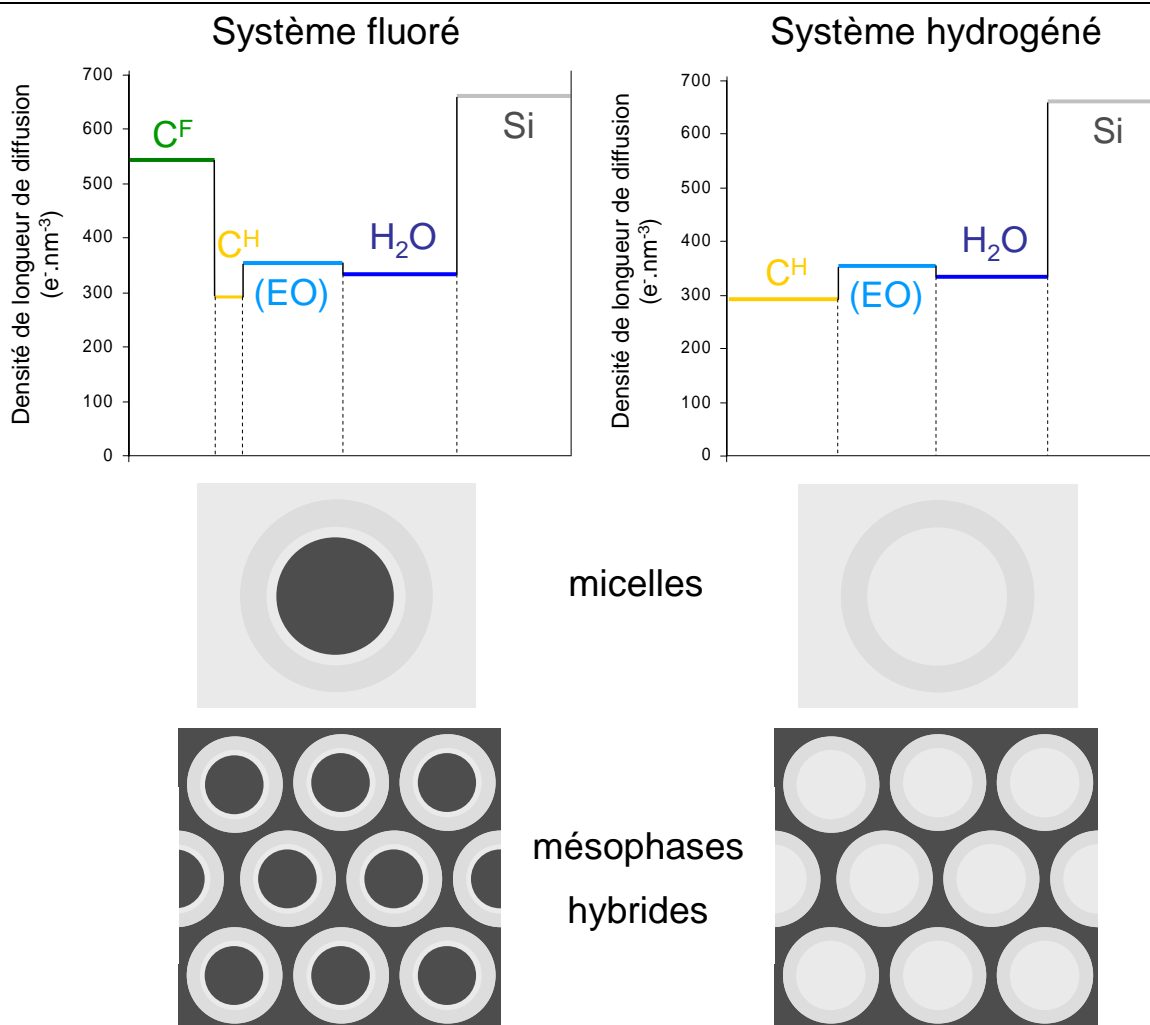 Système fluoré
Densité de longueur de diffusion
(e⁻.nm⁻³)
700
600
500
400
300
200
100
0
Cᶠ
Cᴴ
(EO)
H₂O
Si
Système hydrogéné
Densité de longueur de diffusion
(e⁻.nm⁻³)
700
600
500
400
300
200
100
0
Cᴴ
(EO)
H₂O
Si
micelles
mésophases
hybrides